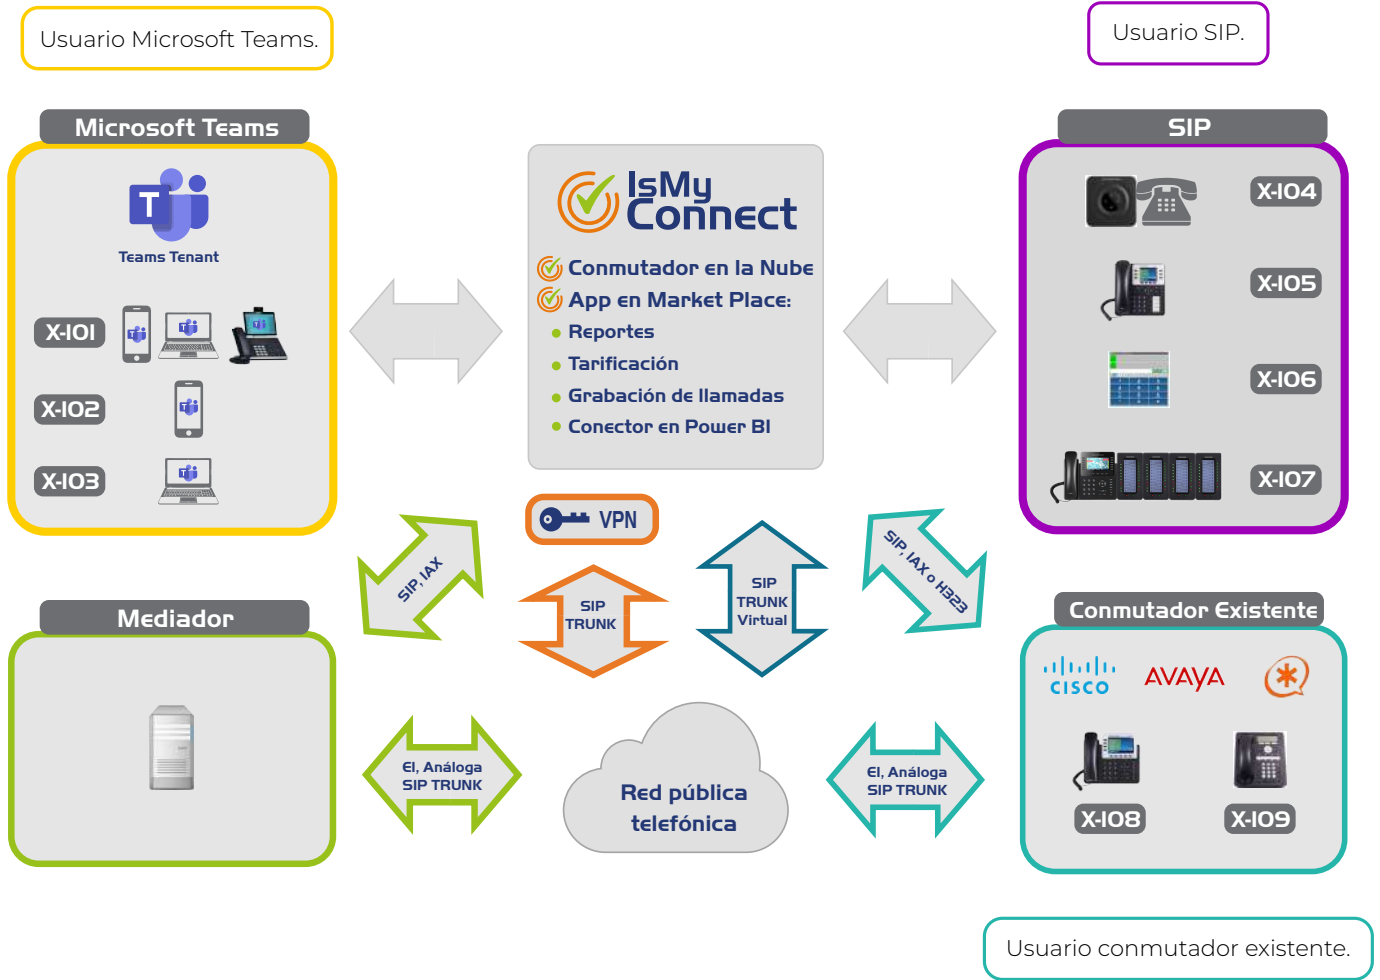 Usuario Microsoft Teams.
Usuario SIP.
Microsoft Teams
T
Teams Tenant
X-101
X-102
X-103
IsMy
Connect
Conmutador en la Nube
App en Market Place:
Reportes
Tarificación
Grabación de llamadas
Conector en Power BI
SIP
X-104
X-105
X-106
X-107
SIP, IAX
VPN
SIP
TRUNK
SIP
TRUNK
Virtual
SIP, IAX o H323
Mediador
E1, Análoga
SIP TRUNK
Red pública
telefónica
E1, Análoga
SIP TRUNK
Conmutador Existente
CISCO
AVAYA
X-108
X-109
Usuario conmutador existente.